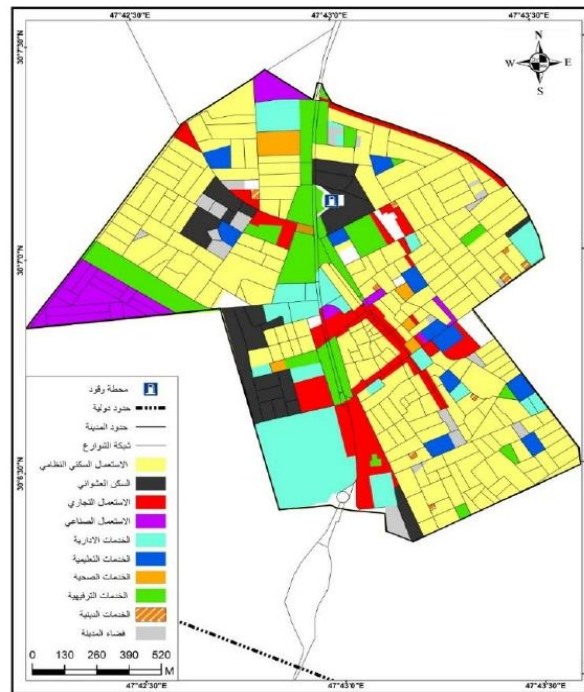 47°42'30"E 47°43'0"E 47°43'30"E
N
W E
S
30°7'30"N
30°7'0"N
30°6'30"N
محطة وقود
حدود دولية
حدود المدينة
شبكة الشوارع
الاستعمال السكني النظامي
السكن العشوائي
الاستعمال التجاري
الاستعمال الصناعي
الخدمات الادارية
الخدمات التعليمية
الخدمات الصحية
الخدمات الترفيهية
الخدمات الدينية
فضاء المدينة
0 130 260 390 520
M
47°42'30"E 47°43'0"E 47°43'30"E